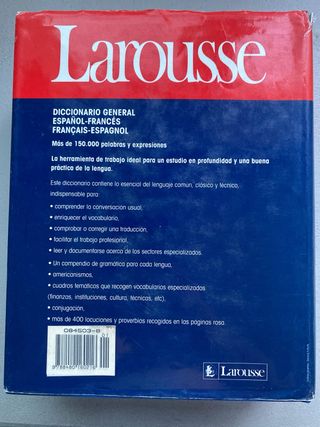 Larousse
DICCIONARIO GENERAL
ESPAÑOL-FRANCÉS
FRANÇAIS-ESPAGNOL
Más de 150.000 palabras y expresiones
La herramienta de trabajo ideal para un estudio en profundidad y una buena
práctica de la lengua.
Este diccionario contiene lo esencial del lenguaje común, clásico y técnico,
indispensable para
• comprender la conversación usual,
• enriquecer el vocabulario,
• comprobar o corregir una traducción,
• facilitar el trabajo profesional,
• leer y documentarse acerca de los sectores especializados.
• Un compendio de gramática para cada lengua,
• americanismos,
• cuadros temáticos que recogen vocabularios especializados
(finanzas, instituciones, cultura, técnicas, etc),
• conjugación,
• más de 400 locuciones y proverbios recogidos en las páginas rosa.
084503-8
Larousse